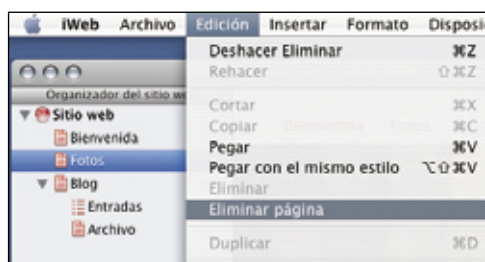 iWeb Archivo Edición Insertar Formato Disposi
Deshacer Eliminar ⌘Z
Rehacer ⇧⌘Z
Organizador del sitio we
Cortar ⌘X
Sitio web
Copiar ⌘C
Bienvenida
Pegar ⌘V
Fotos
Pegar con el mismo estilo ⌥⇧⌘V
Blog
Eliminar
Entradas
Eliminar página
Archivo
Duplicar ⌘D